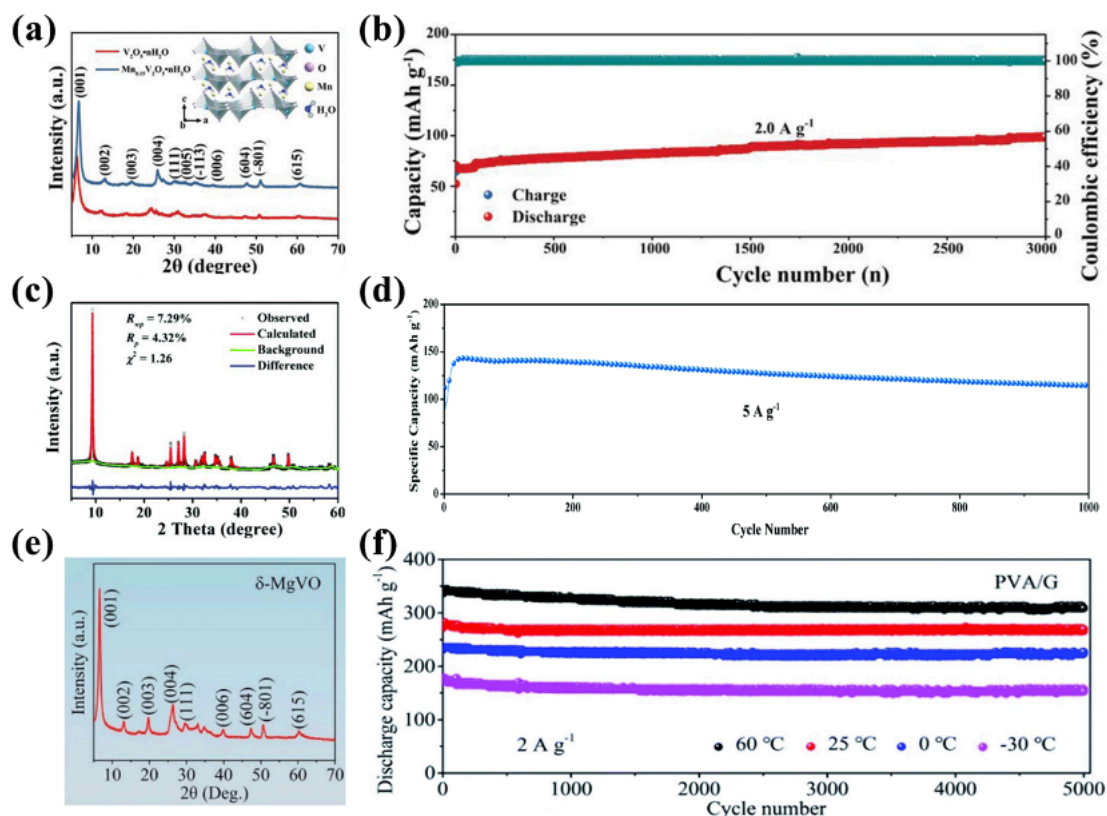 (a)
V₂O₅•nH₂O
Mn₀.₁₅V₂O₅•nH₂O
V
O
Mn
H₂O
c
b
a
(001)
(002)
(003)
(004)
(111)
(005)
(-113)
(006)
(604)
(-801)
(615)
Intensity (a.u.)
10 20 30 40 50 60 70
2θ (degree)
(b)
200
150
100
50
0
Capacity (mAh g⁻¹)
2.0 A g⁻¹
Charge
Discharge
0 500 1000 1500 2000 2500 3000
Cycle number (n)
120
100
80
60
40
20
0
Coulombic efficiency (%)
(c)
Rwp = 7.29%
Rp = 4.32%
χ² = 1.26
Observed
Calculated
Background
Difference
Intensity (a.u.)
10 20 30 40 50 60
2 Theta (degree)
(d)
200
150
100
50
0
Specific Capacity (mAh g⁻¹)
5 A g⁻¹
0 200 400 600 800 1000
Cycle Number
(e)
δ-MgVO
(001)
(002)
(003)
(004)
(111)
(006)
(604)
(-801)
(615)
Intensity (a.u.)
10 20 30 40 50 60 70
2θ (Deg.)
(f)
400
300
200
100
0
Discharge capacity (mAh g⁻¹)
PVA/G
2 A g⁻¹
60 °C
25 °C
0 °C
-30 °C
0 1000 2000 3000 4000 5000
Cycle number